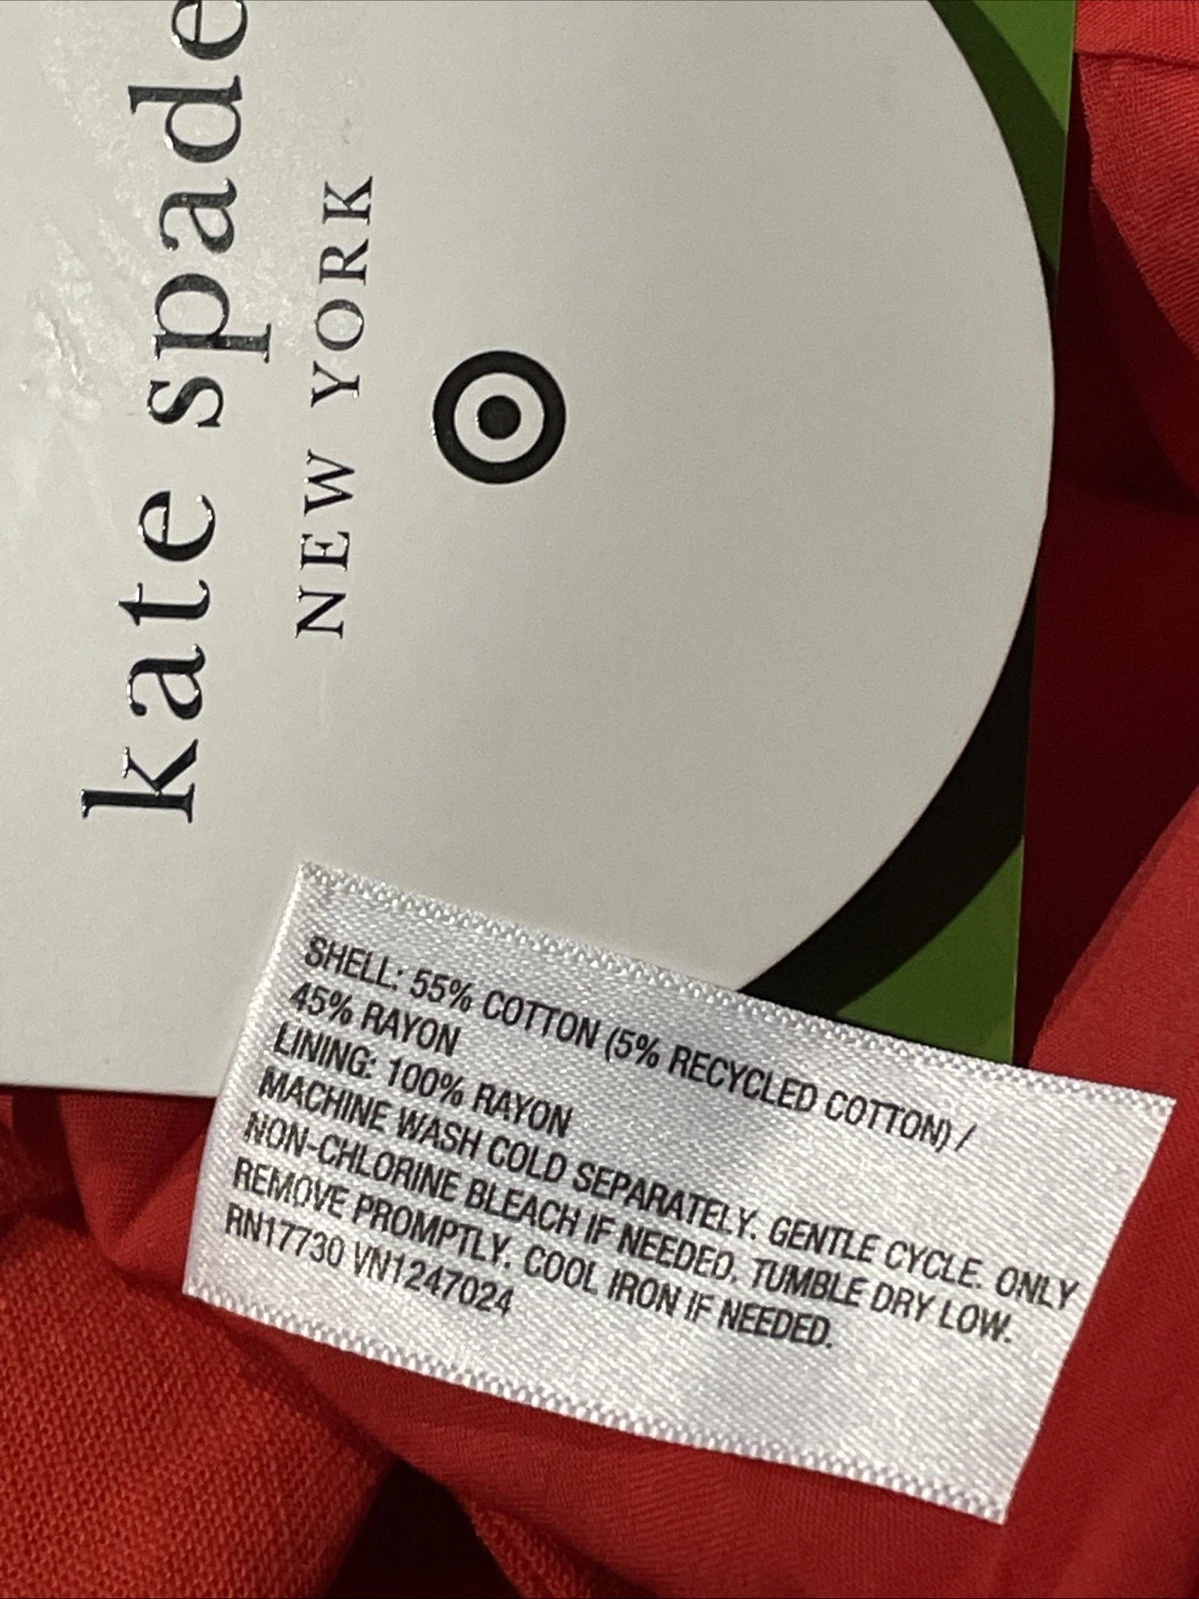 kate spade
NEW YORK
SHELL: 55% COTTON (5% RECYCLED COTTON) /
45% RAYON
LINING: 100% RAYON
MACHINE WASH COLD SEPARATELY. GENTLE CYCLE. ONLY
NON-CHLORINE BLEACH IF NEEDED. TUMBLE DRY LOW.
REMOVE PROMPTLY. COOL IRON IF NEEDED.
RN17730 VN1247024